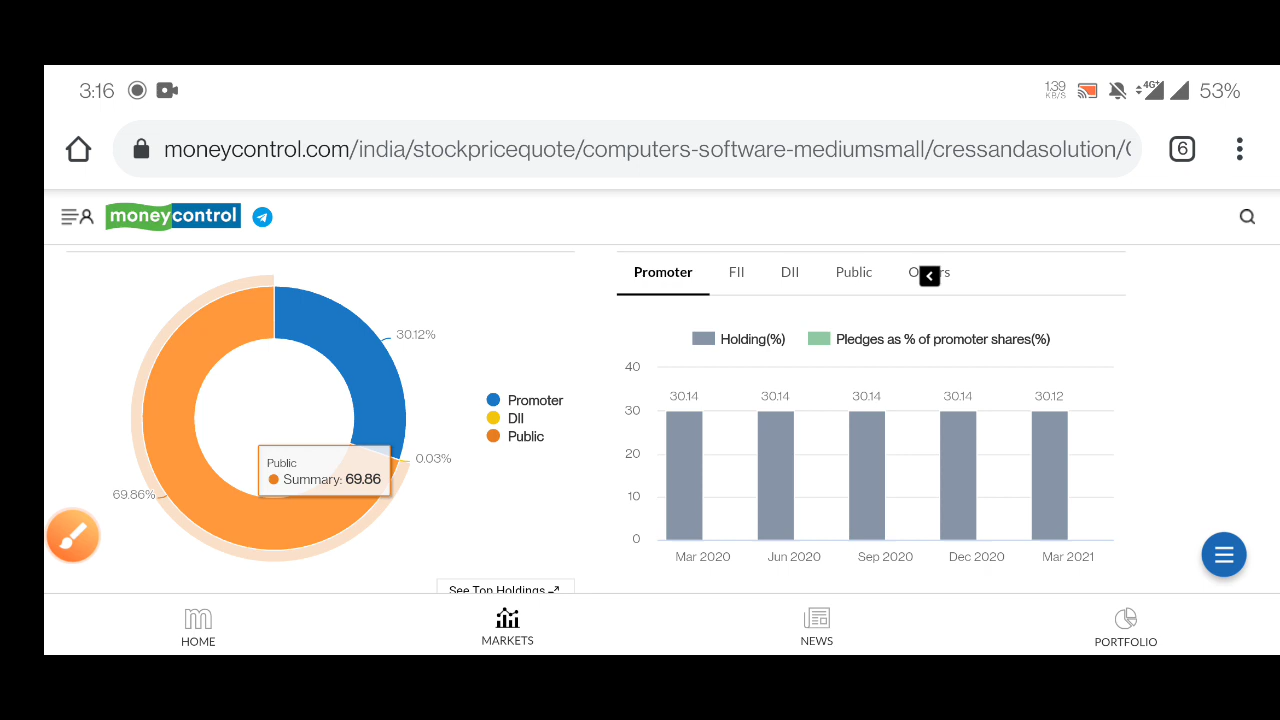 3:16
1.39
KB/S
4G+
53%
moneycontrol.com/india/stockpricequote/computers-software-mediumsmall/cressandasolution/
6
moneycontrol
Promoter FII DII Public
30.12%
0.03%
69.86%
Promoter
DII
Public
Public
Summary: 69.86
See Top Holdings
Holding(%) Pledges as % of promoter shares(%)
40
30
20
10
0
30.14 30.14 30.14 30.14 30.12
Mar 2020 Jun 2020 Sep 2020 Dec 2020 Mar 2021
HOME MARKETS NEWS PORTFOLIO